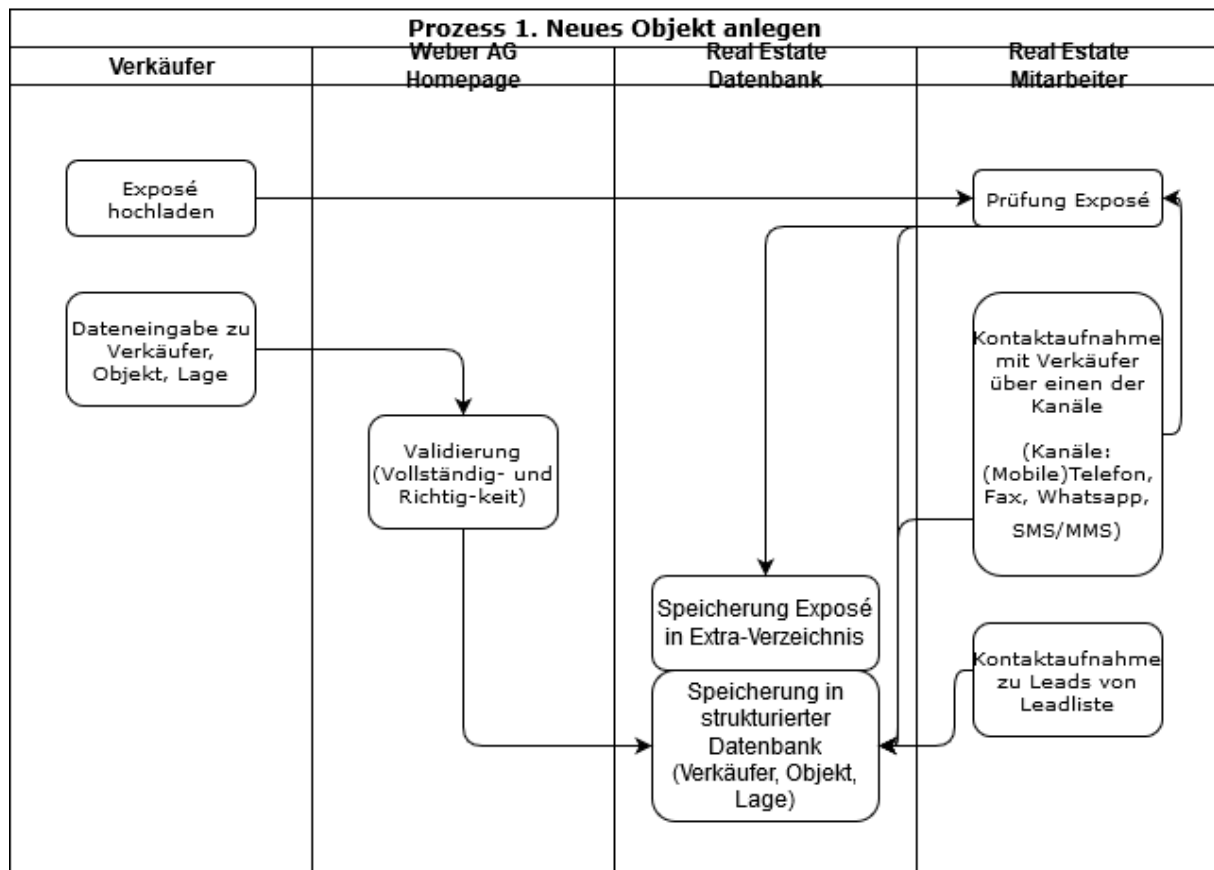 Prozess 1. Neues Objekt anlegen
Verkäufer
Weber AG
Homepage
Real Estate
Datenbank
Real Estate
Mitarbeiter
Exposé
hochladen
Prüfung Exposé
Dateneingabe zu
Verkäufer,
Objekt, Lage
Kontaktaufnahme
mit Verkäufer
über einen der
Kanäle
(Kanäle:
(Mobile)Telefon,
Fax, Whatsapp,
SMS/MMS)
Validierung
(Vollständig- und
Richtig-keit)
Speicherung Exposé
in Extra-Verzeichnis
Speicherung in
strukturierter
Datenbank
(Verkäufer, Objekt,
Lage)
Kontaktaufnahme
zu Leads von
Leadliste